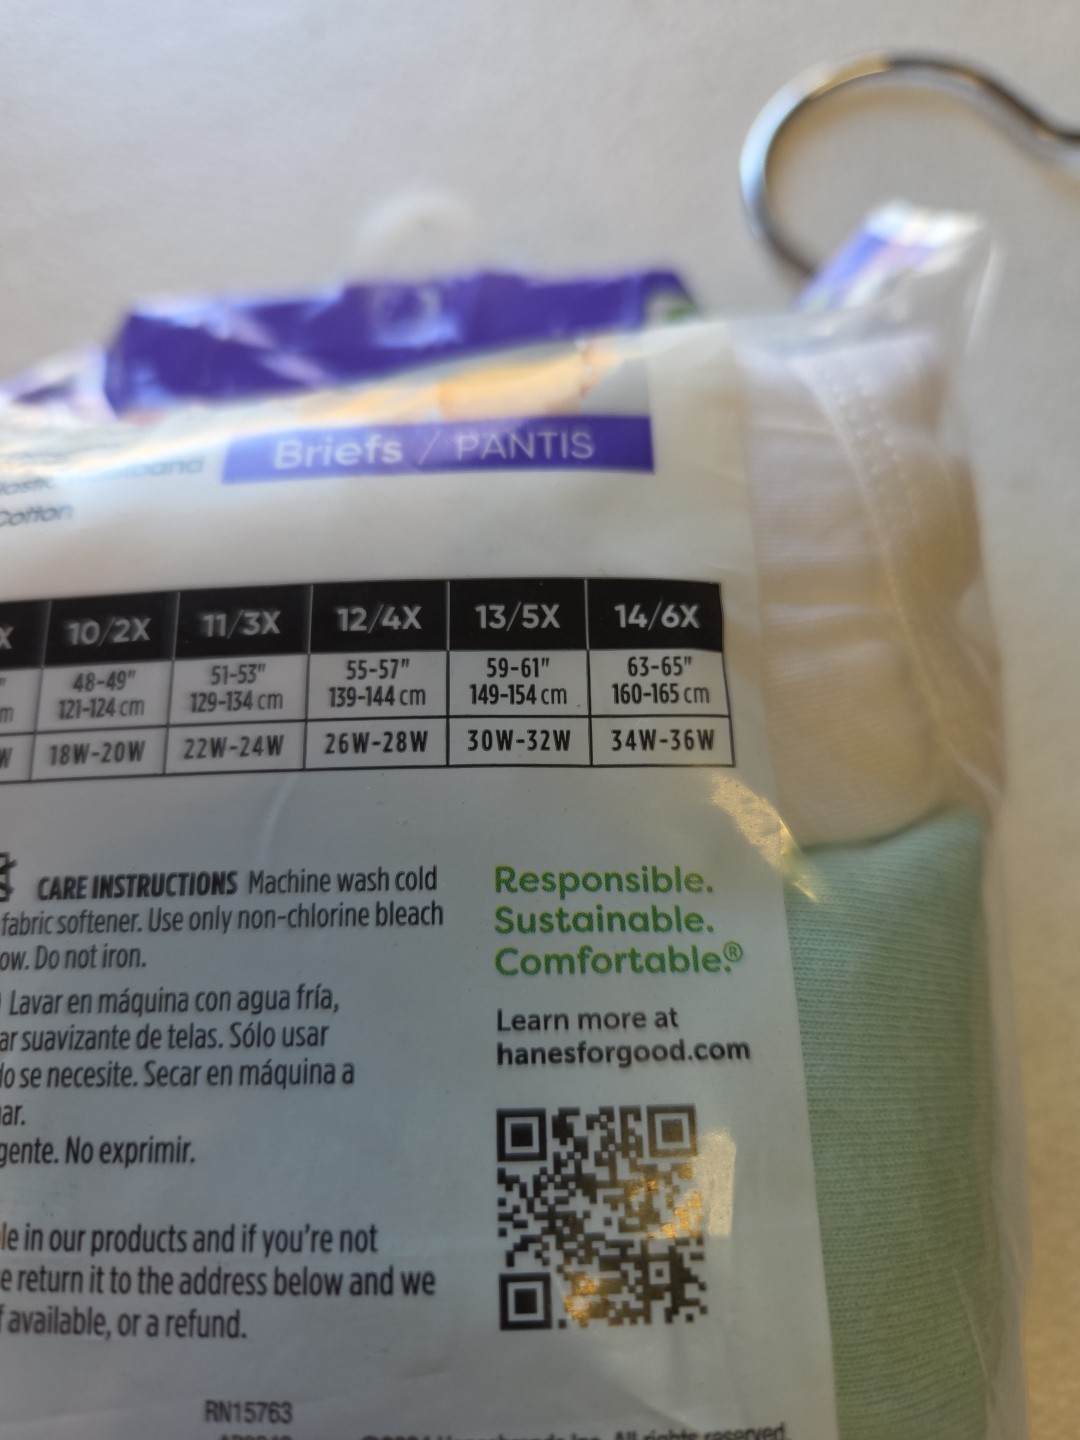 Briefs / PANTIS
Cotton
X 10/2X 11/3X 12/4X 13/5X 14/6X
" 48-49" 51-53" 55-57" 59-61" 63-65"
m 121-124 cm 129-134 cm 139-144 cm 149-154 cm 160-165 cm
W 18W-20W 22W-24W 26W-28W 30W-32W 34W-36W
CARE INSTRUCTIONS Machine wash cold
fabric softener. Use only non-chlorine bleach
ow. Do not iron.
Lavar en máquina con agua fría,
ar suavizante de telas. Sólo usar
do se necesite. Secar en máquina a
ar.
gente. No exprimir.
le in our products and if you're not
e return it to the address below and we
f available, or a refund.
Responsible.
Sustainable.
Comfortable.®
Learn more at
hanesforgood.com
RN15763
All rights reserved.